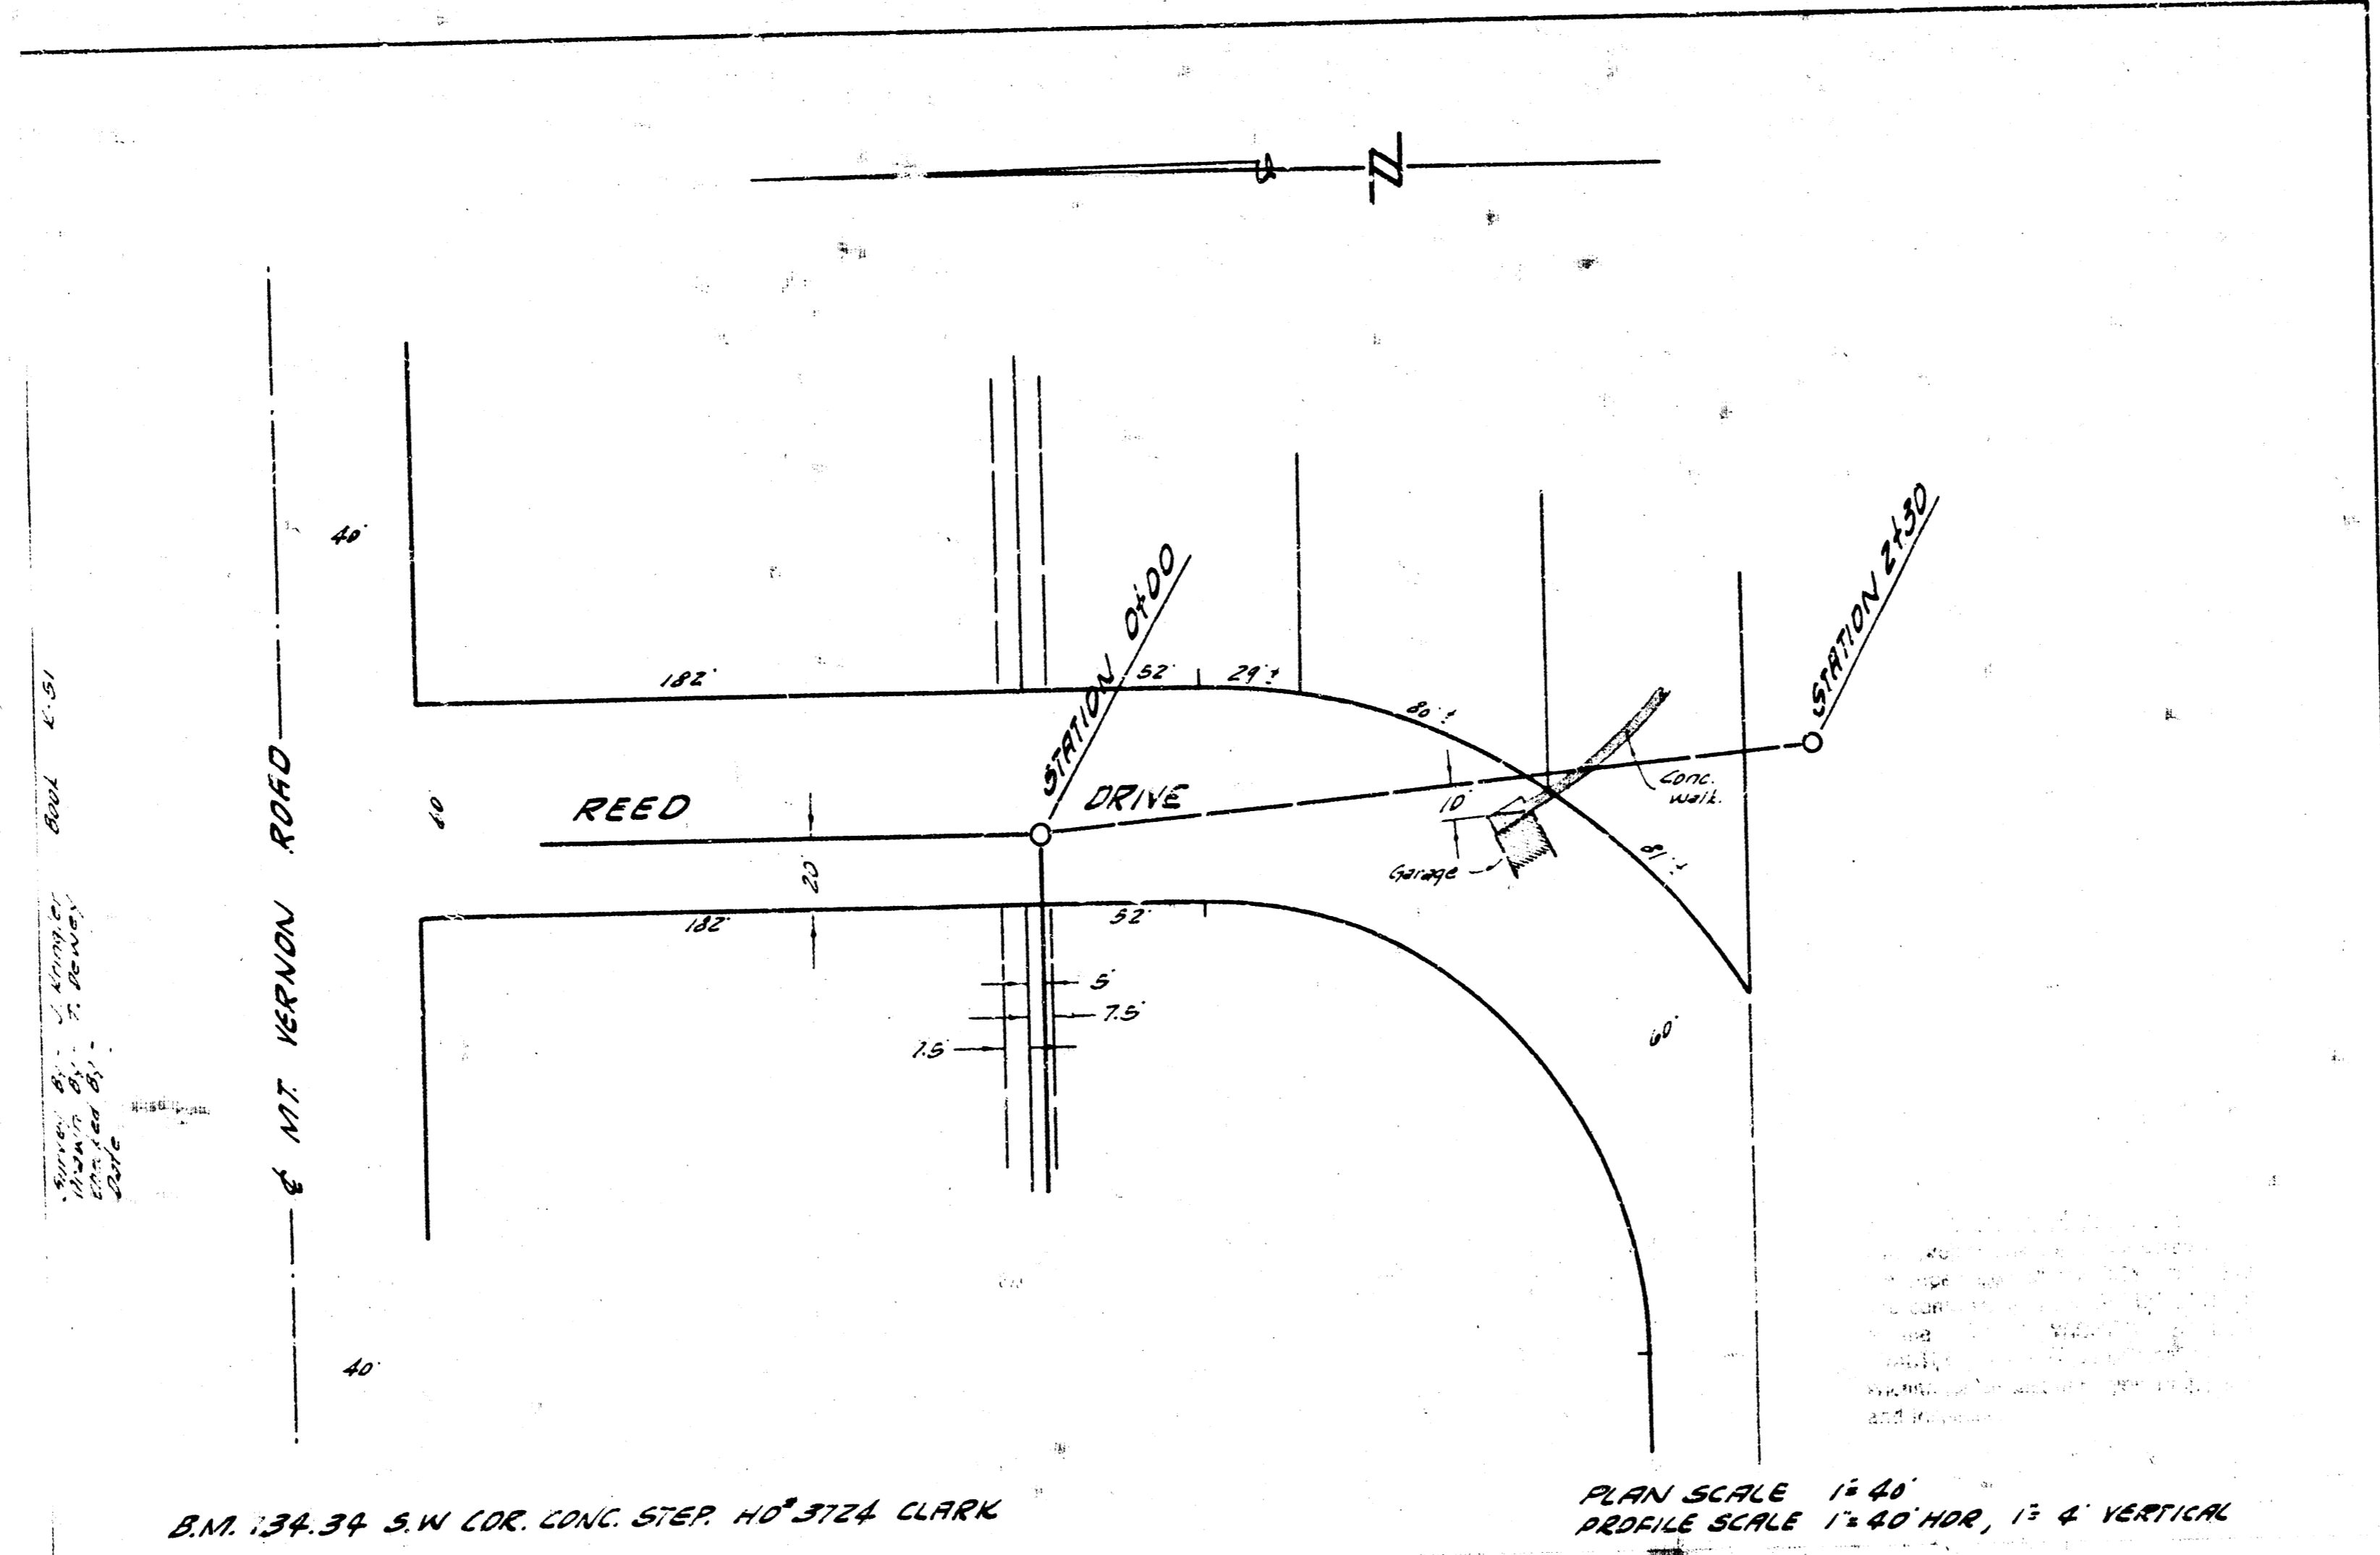 N
40'
STATION 0+00
STATION 2+30
182'
52'
29'±
80'±
REED
DRIVE
60'
20'
10'
Conc.
Walk.
Garage
81'±
182'
52'
5'
7.5'
7.5'
60'
40'
℄ MT. VERNON ROAD
BOOK K-51
Survey By:-
Drawn By:- T. Dewey
Checked By:-
Date
B.M. 134.34 S.W COR. CONC. STEP. HO# 3724 CLARK
PLAN SCALE 1"=40'
PROFILE SCALE 1"=40' HOR, 1"=4' VERTICAL